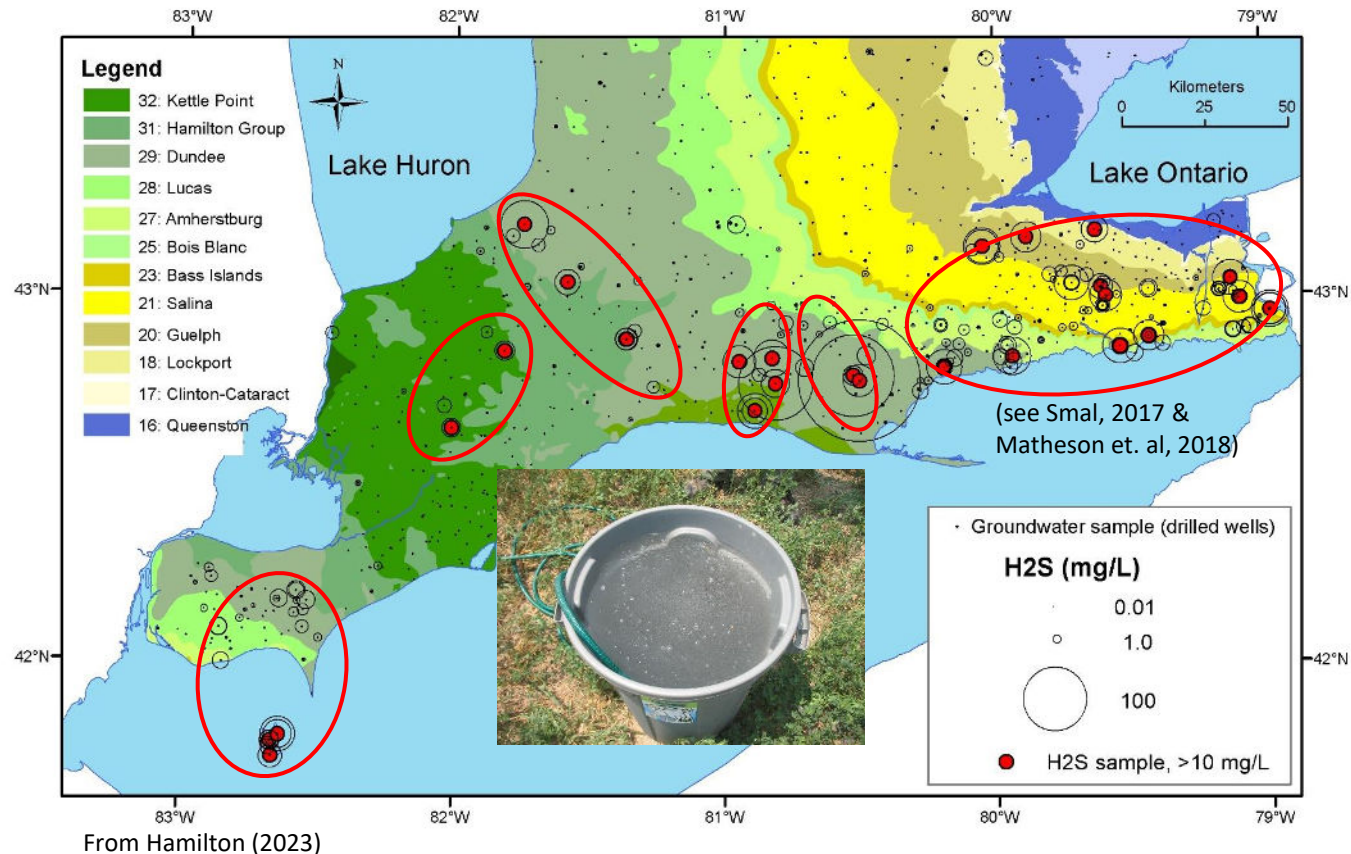 83°W 82°W 81°W 80°W 79°W
Legend
32: Kettle Point
31: Hamilton Group
29: Dundee
28: Lucas
27: Amherstburg
25: Bois Blanc
23: Bass Islands
21: Salina
20: Guelph
18: Lockport
17: Clinton-Cataract
16: Queenston
N
Lake Huron
Kilometers
0 25 50
Lake Ontario
43°N
43°N
(see Smal, 2017 &
Matheson et. al, 2018)
Groundwater sample (drilled wells)
H2S (mg/L)
0.01
1.0
100
H2S sample, >10 mg/L
42°N
42°N
83°W 82°W 81°W 80°W 79°W
From Hamilton (2023)